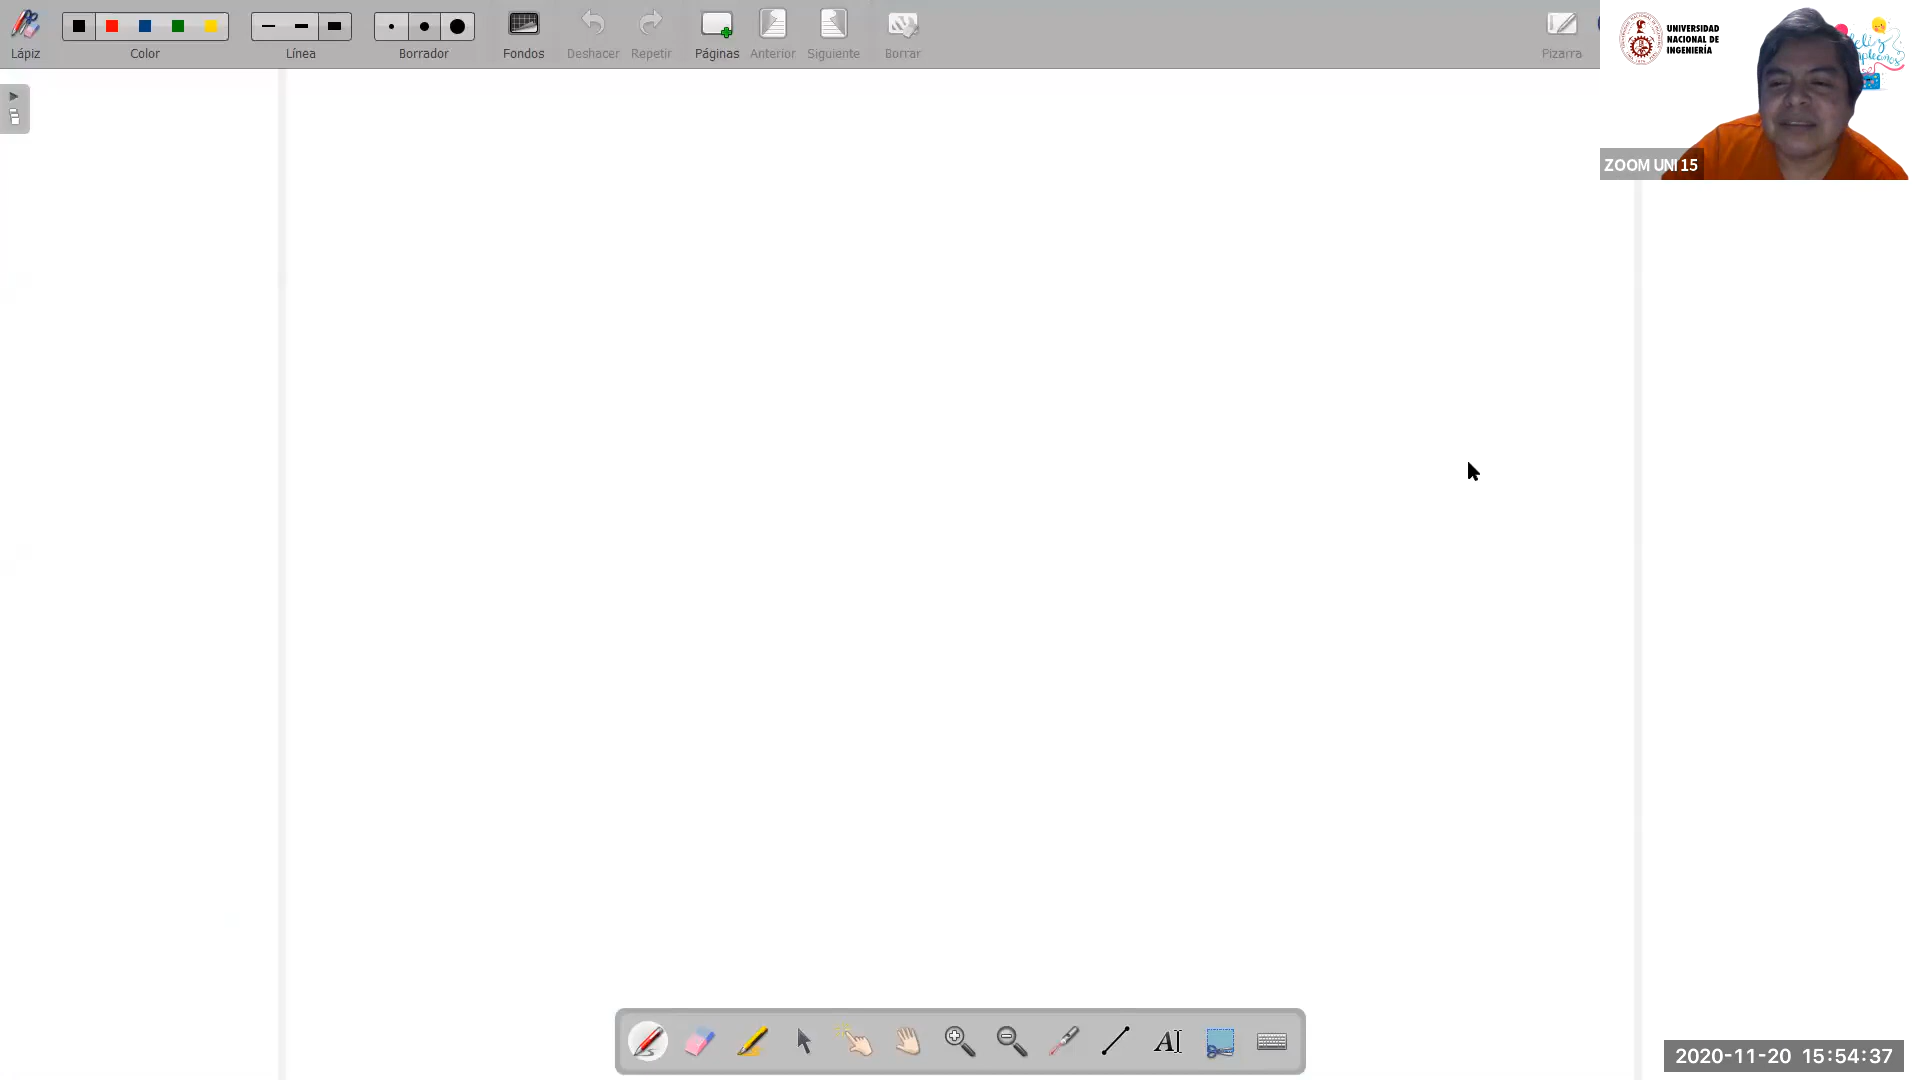 Lápiz
Color
Línea
Borrador
Fondos
Deshacer
Repetir
Páginas
Anterior
Siguiente
Borrar
Pizarra
UNIVERSIDAD
NACIONAL DE
INGENIERÍA
ZOOM UNI 15
2020-11-20 15:54:37